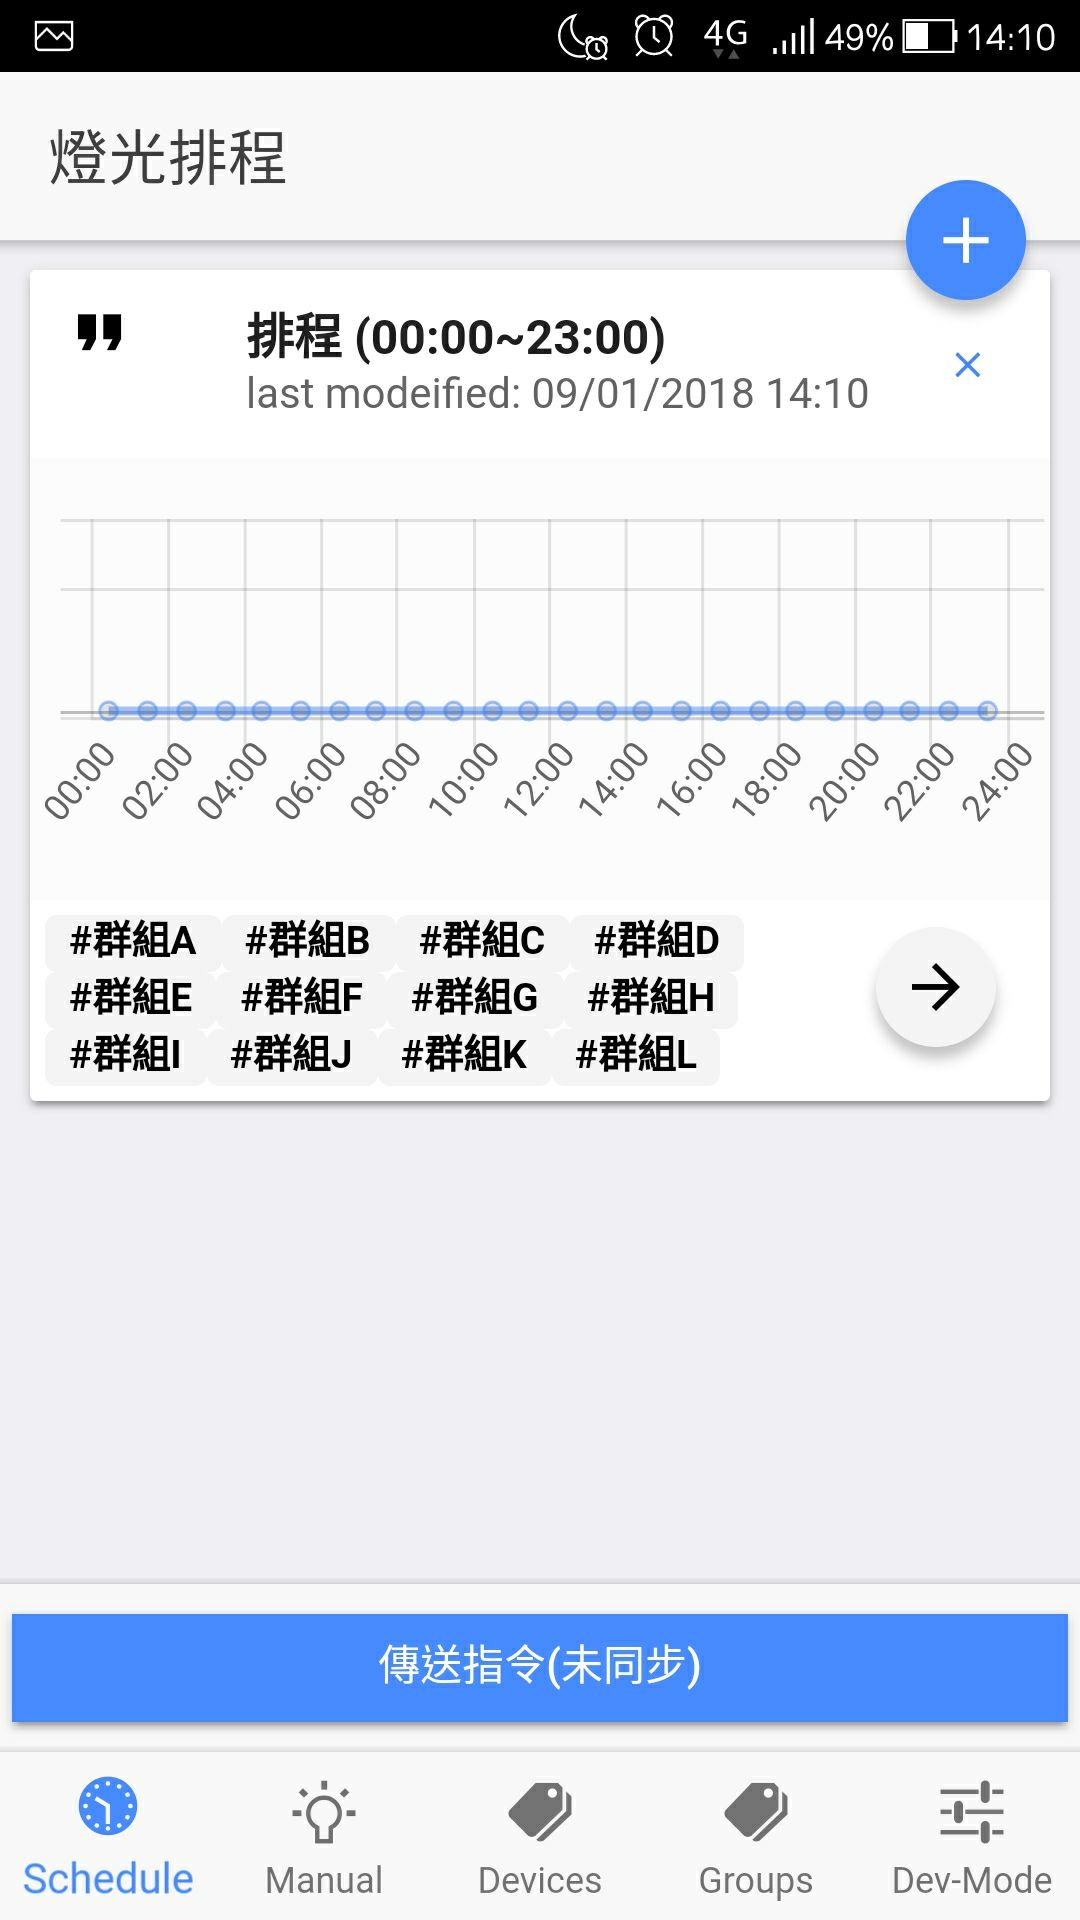 4G 49% 14:10
燈光排程
排程 (00:00~23:00)
last modeified: 09/01/2018 14:10
00:00 02:00 04:00 06:00 08:00 10:00 12:00 14:00 16:00 18:00 20:00 22:00 24:00
#群組A #群組B #群組C #群組D
#群組E #群組F #群組G #群組H
#群組I #群組J #群組K #群組L
傳送指令(未同步)
Schedule Manual Devices Groups Dev-Mode